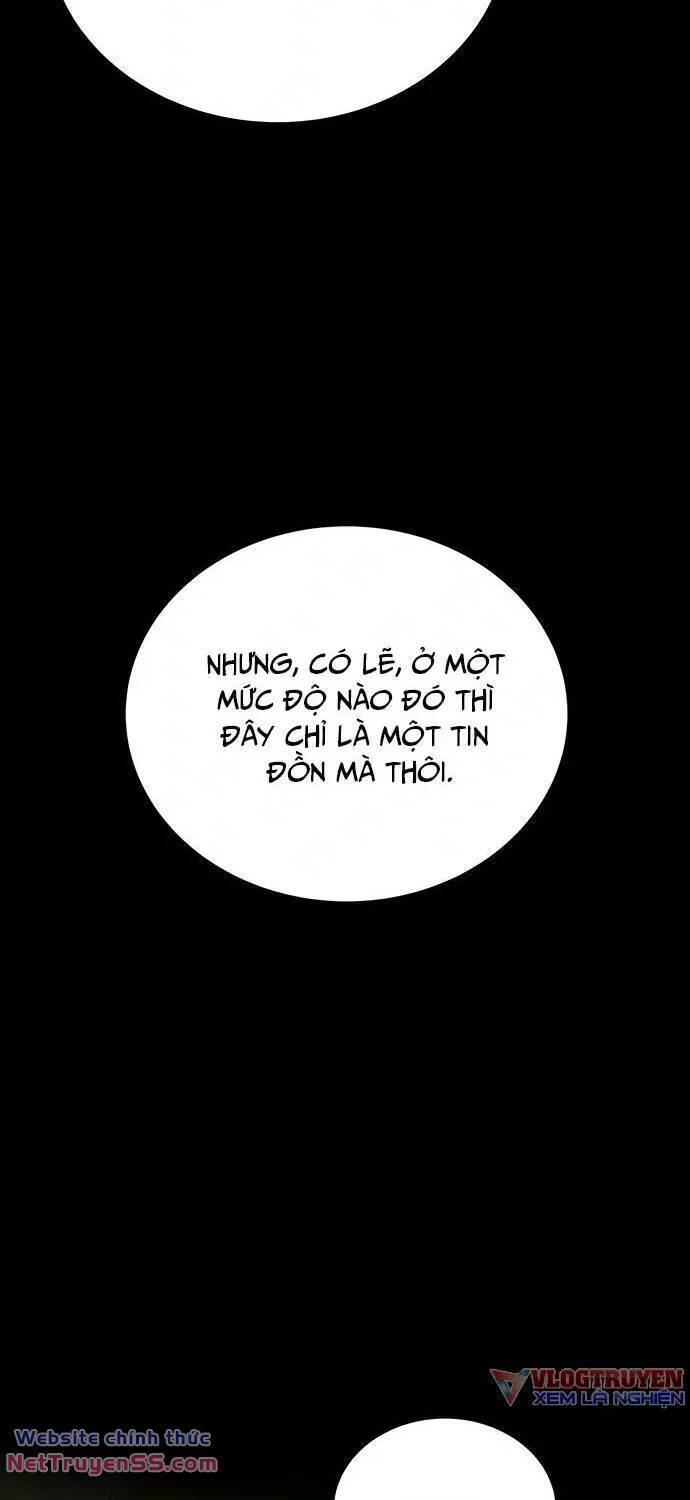 NHƯNG, CÓ LẼ, Ở MỘT
MỨC ĐỘ NÀO ĐÓ THÌ
ĐÂY CHỈ LÀ MỘT TIN
ĐỒN MÀ THÔI.
VLOGTRUYEN
XEM LÀ NGHIỆN
Website chính thức
NetTruyenSS.com